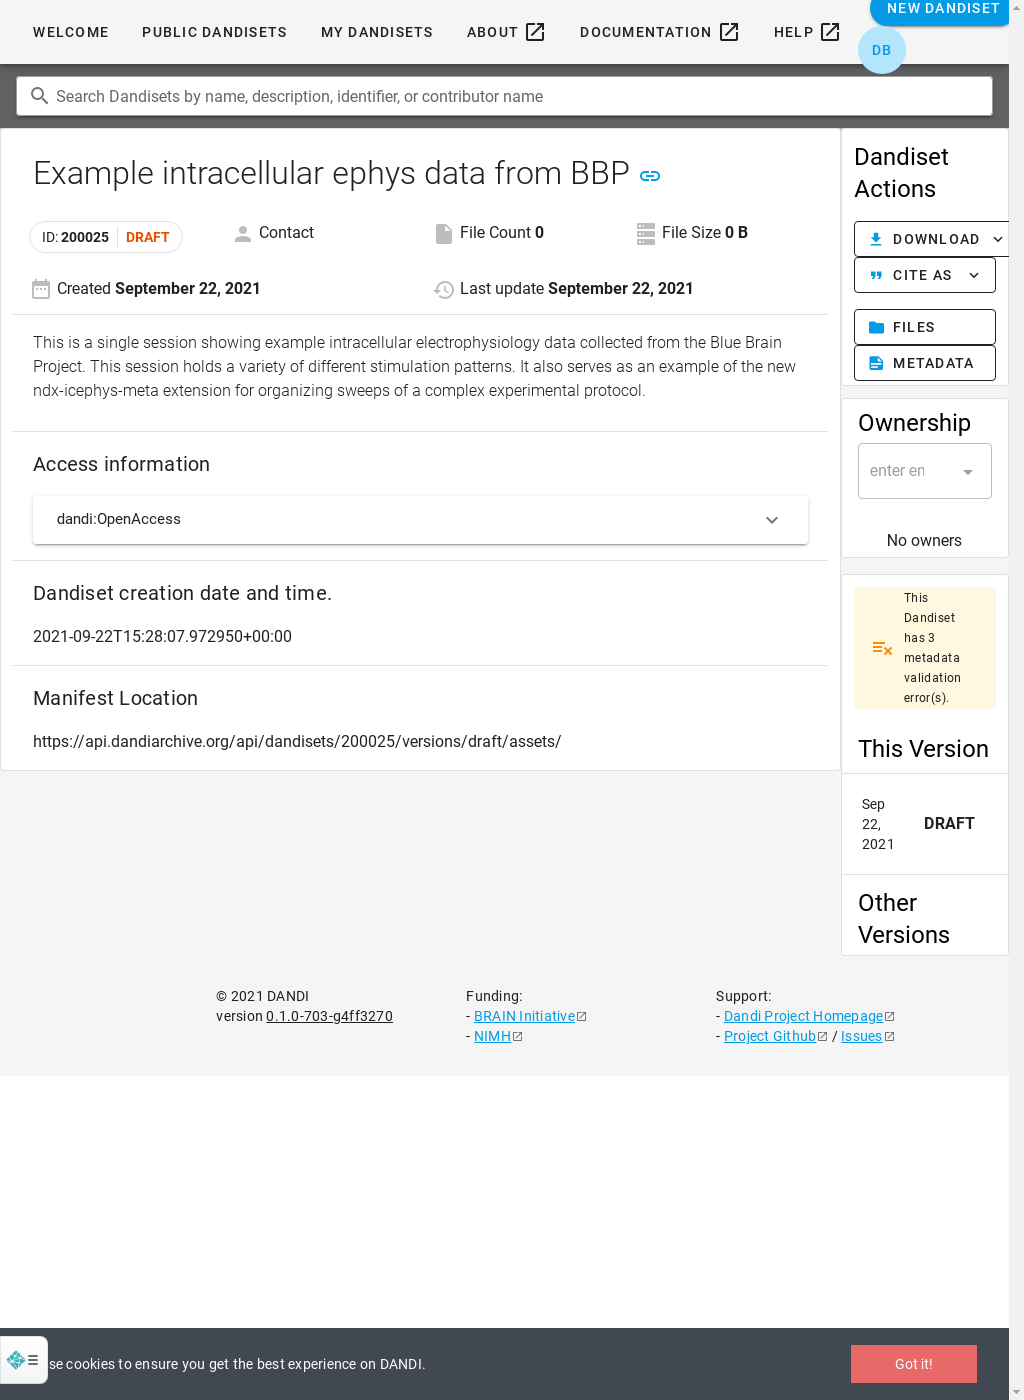 WELCOME
PUBLIC DANDISETS
MY DANDISETS
ABOUT
DOCUMENTATION
HELP
NEW DANDISET
DB
Search Dandisets by name, description, identifier, or contributor name
Example intracellular ephys data from BBP
ID: 200025 DRAFT
Contact
File Count 0
File Size 0 B
Created September 22, 2021
Last update September 22, 2021
This is a single session showing example intracellular electrophysiology data collected from the Blue Brain
Project. This session holds a variety of different stimulation patterns. It also serves as an example of the new
ndx-icephys-meta extension for organizing sweeps of a complex experimental protocol.
Access information
dandi:OpenAccess
Dandiset creation date and time.
2021-09-22T15:28:07.972950+00:00
Manifest Location
https://api.dandiarchive.org/api/dandisets/200025/versions/draft/assets/
Dandiset
Actions
DOWNLOAD
CITE AS
FILES
METADATA
Ownership
enter en
No owners
This
Dandiset
has 3
metadata
validation
error(s).
This Version
Sep
22,
2021
DRAFT
Other
Versions
© 2021 DANDI
version 0.1.0-703-g4ff3270
Funding:
- BRAIN Initiative
- NIMH
Support:
- Dandi Project Homepage
- Project Github / Issues
se cookies to ensure you get the best experience on DANDI.
Got it!